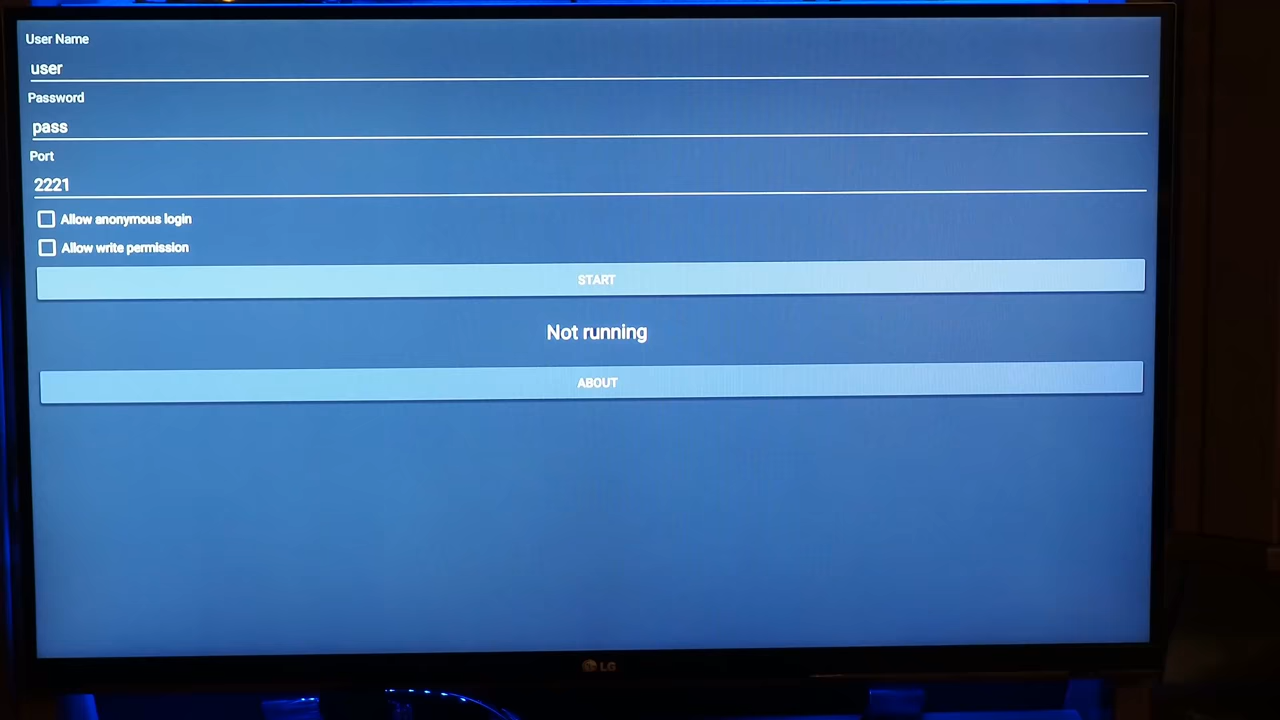 User Name
user
Password
pass
Port
2221
Allow anonymous login
Allow write permission
START
Not running
ABOUT
LG